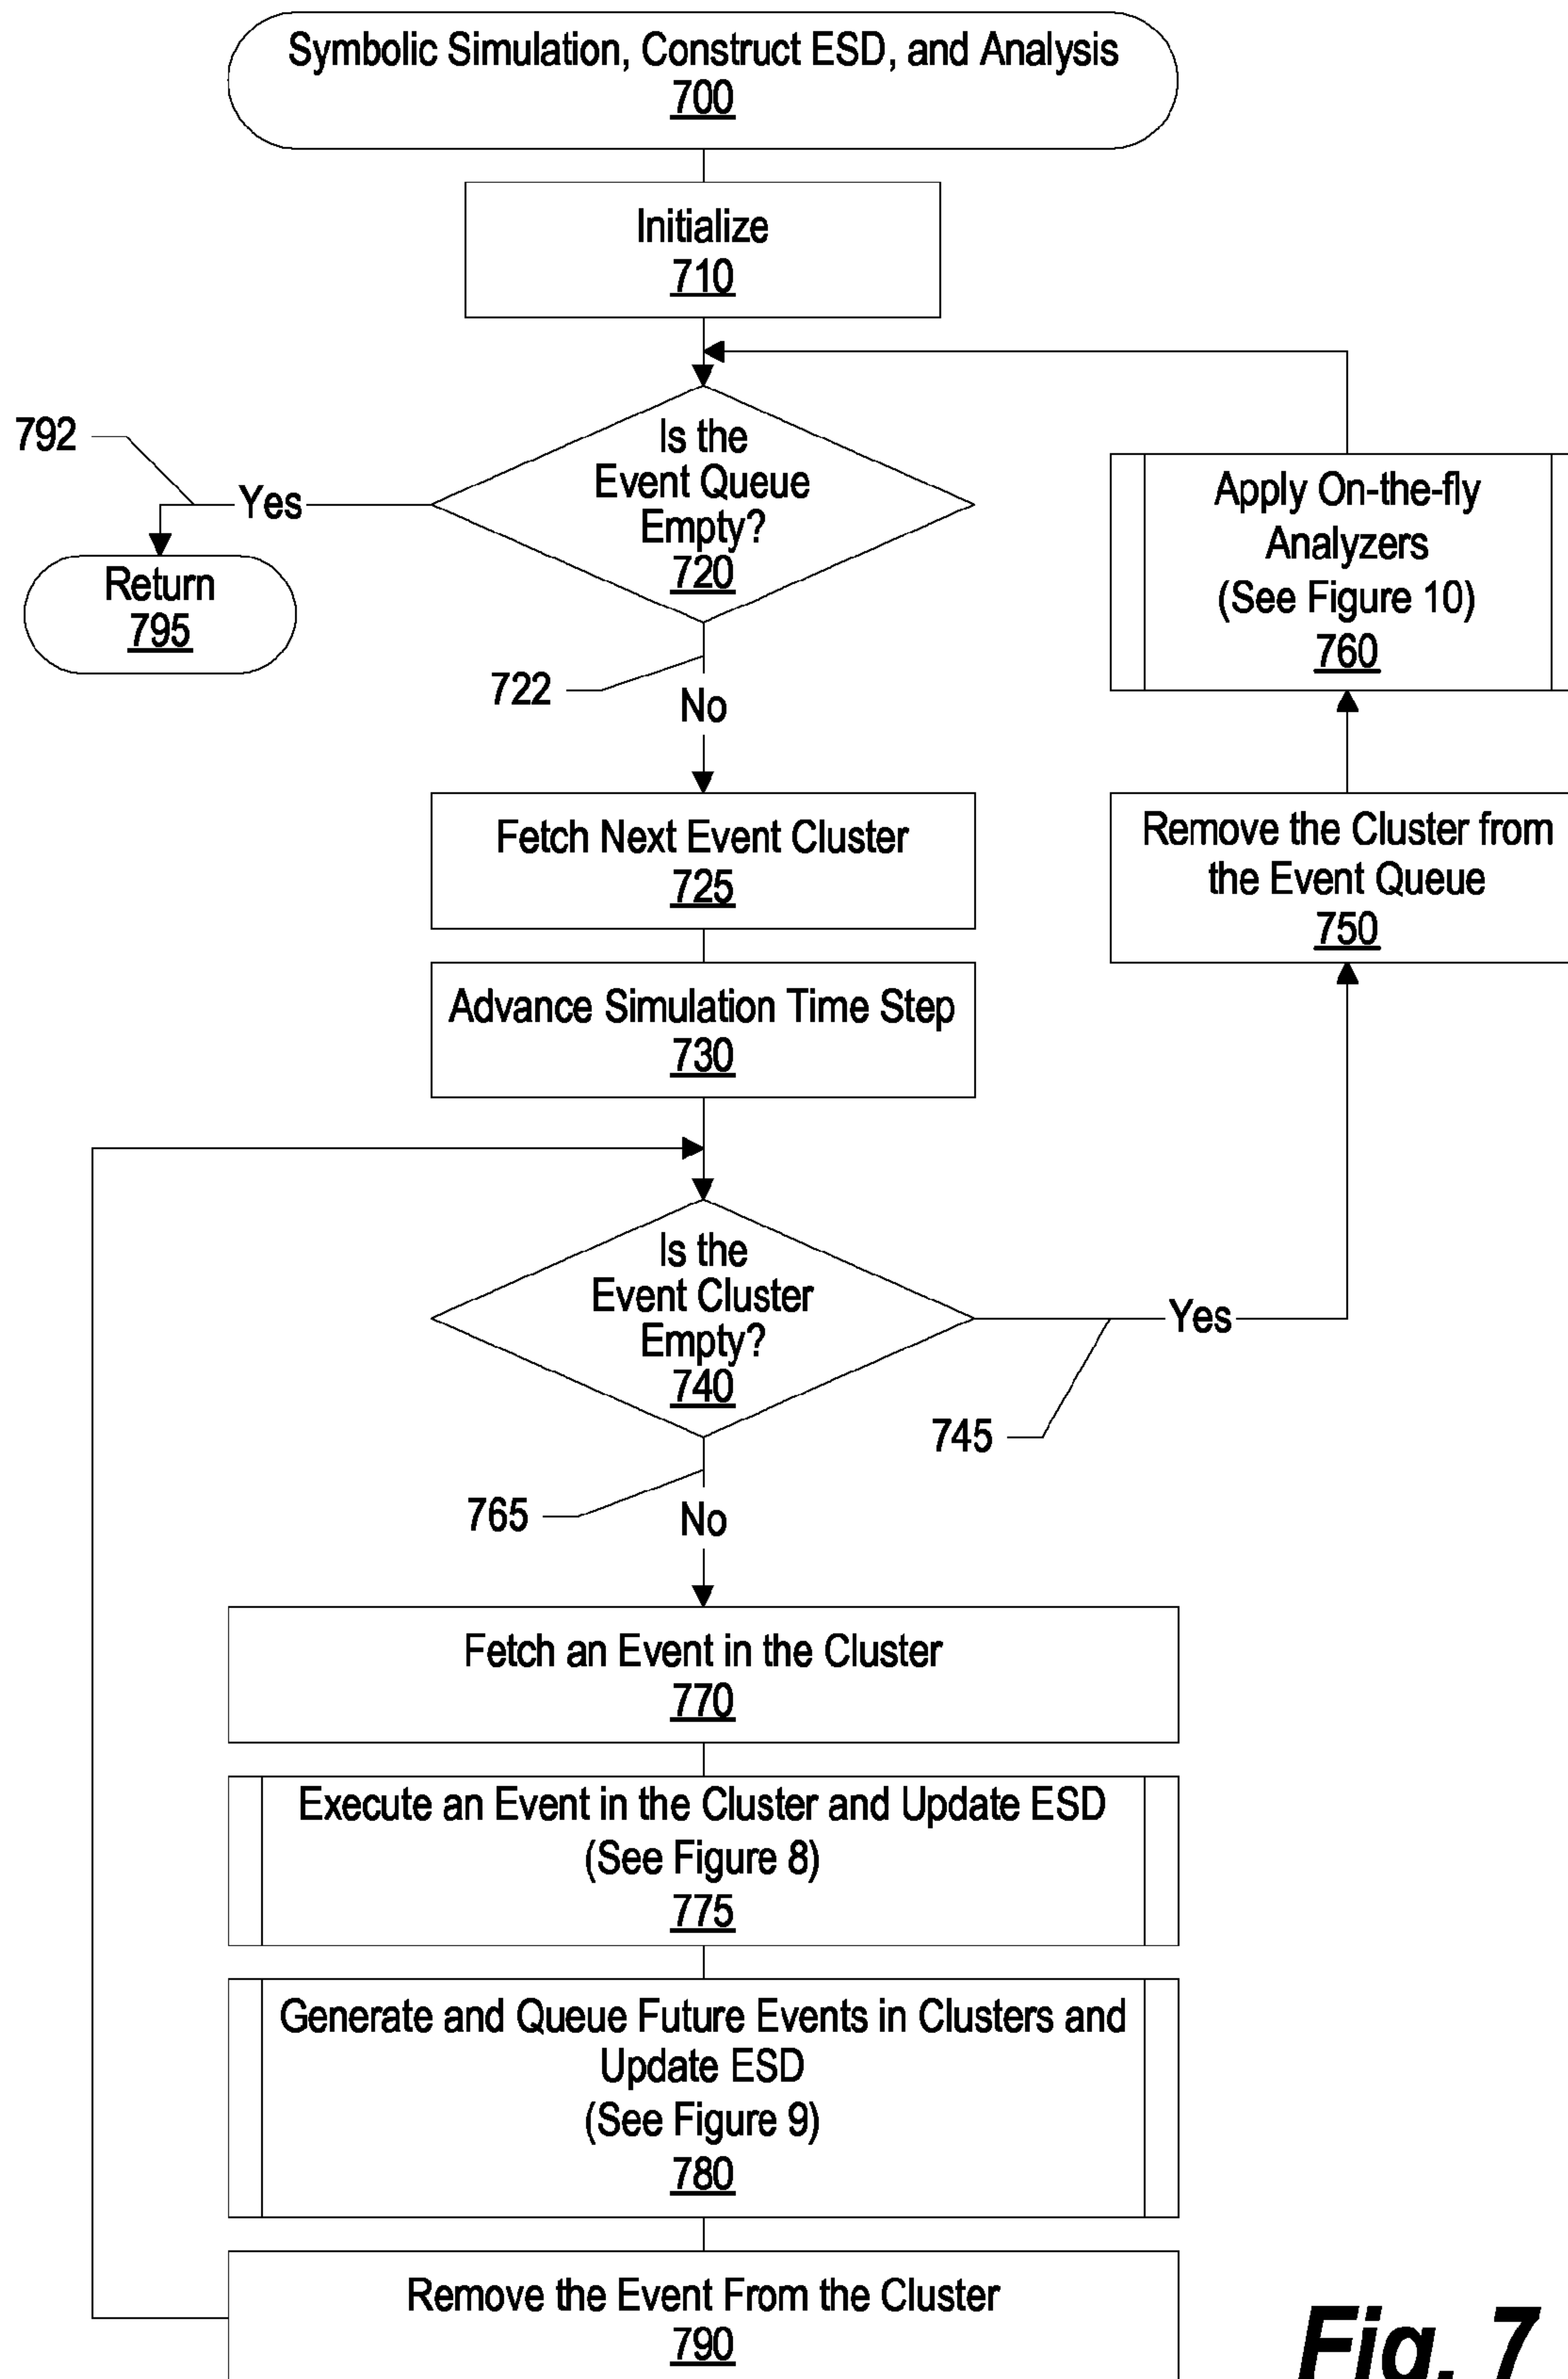 Symbolic Simulation, Construct ESD, and Analysis
700
Initialize
710
Is the
Event Queue
Empty?
720
792
Yes
Return
795
722
No
Apply On-the-fly
Analyzers
(See Figure 10)
760
Fetch Next Event Cluster
725
Remove the Cluster from
the Event Queue
750
Advance Simulation Time Step
730
Is the
Event Cluster
Empty?
740
Yes
745
765
No
Fetch an Event in the Cluster
770
Execute an Event in the Cluster and Update ESD
(See Figure 8)
775
Generate and Queue Future Events in Clusters and
Update ESD
(See Figure 9)
780
Remove the Event From the Cluster
790
Fig. 7